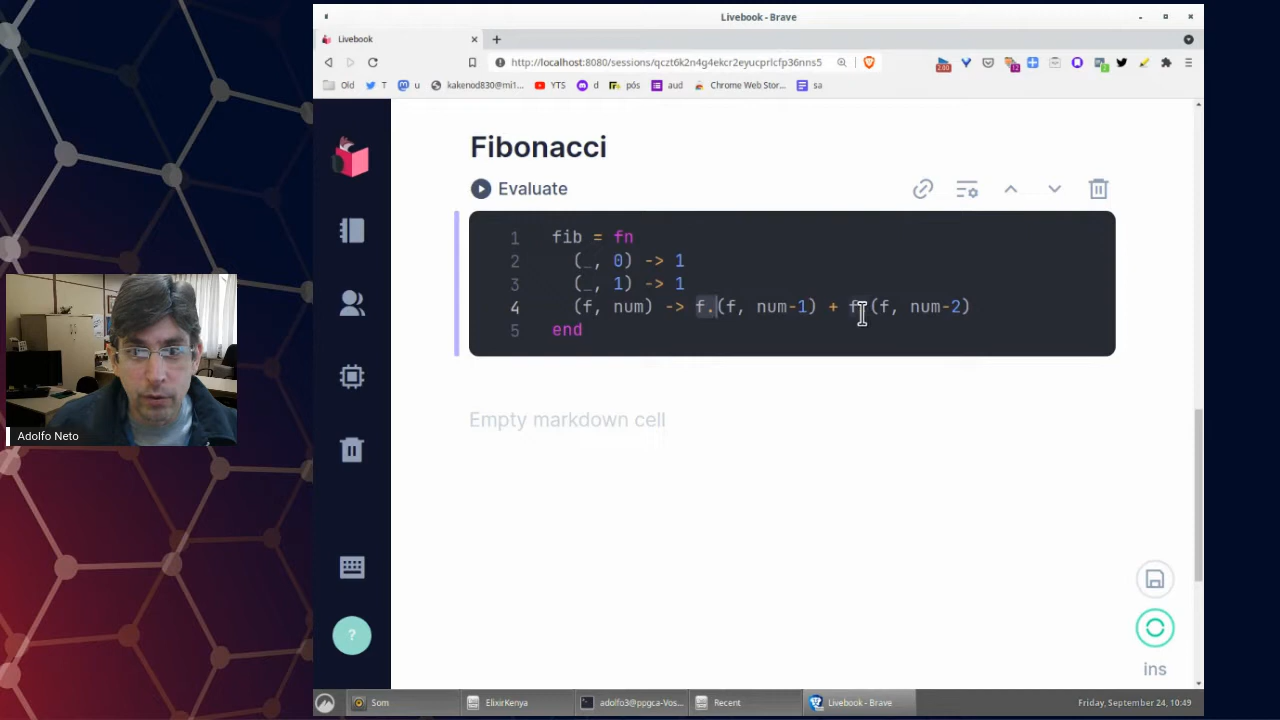 Livebook - Brave
Livebook
http://localhost:8080/sessions/qczt6k2n4g4ekcr2eyucprlcfp36nns5
Old T u kakenod830@mi1... YTS d pós aud Chrome Web Stor... sa
Fibonacci
Evaluate
1 fib = fn
2 (_, 0) -> 1
3 (_, 1) -> 1
4 (f, num) -> f.(f, num-1) + f.(f, num-2)
5 end
Empty markdown cell
Adolfo Neto
?
ins
Som ElixirKenya adolfo3@ppgca-Vos... Recent Livebook - Brave Friday, September 24, 10:49